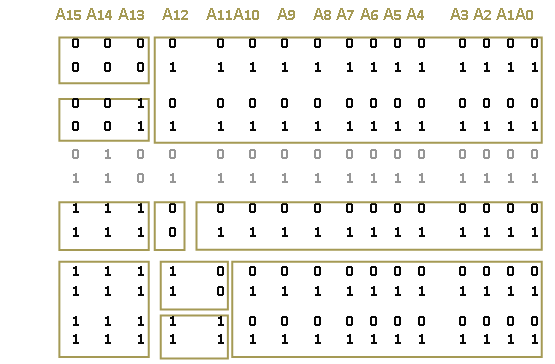 A15 A14 A13 A12 A11 A10 A9 A8 A7 A6 A5 A4 A3 A2 A1 A0
0 0 0 0 0 0 0 0 0 0 0 0 0 0 0 0
0 0 0 1 1 1 1 1 1 1 1 1 1 1 1 1
0 0 1 0 0 0 0 0 0 0 0 0 0 0 0 0
0 0 1 1 1 1 1 1 1 1 1 1 1 1 1 1
0 1 0 0 0 0 0 0 0 0 0 0 0 0 0 0
1 1 0 1 1 1 1 1 1 1 1 1 1 1 1 1
1 1 1 0 0 0 0 0 0 0 0 0 0 0 0 0
1 1 1 0 1 1 1 1 1 1 1 1 1 1 1 1
1 1 1 1 0 0 0 0 0 0 0 0 0 0 0 0
1 1 1 1 0 1 1 1 1 1 1 1 1 1 1 1
1 1 1 1 1 0 0 0 0 0 0 0 0 0 0 0
1 1 1 1 1 1 1 1 1 1 1 1 1 1 1 1